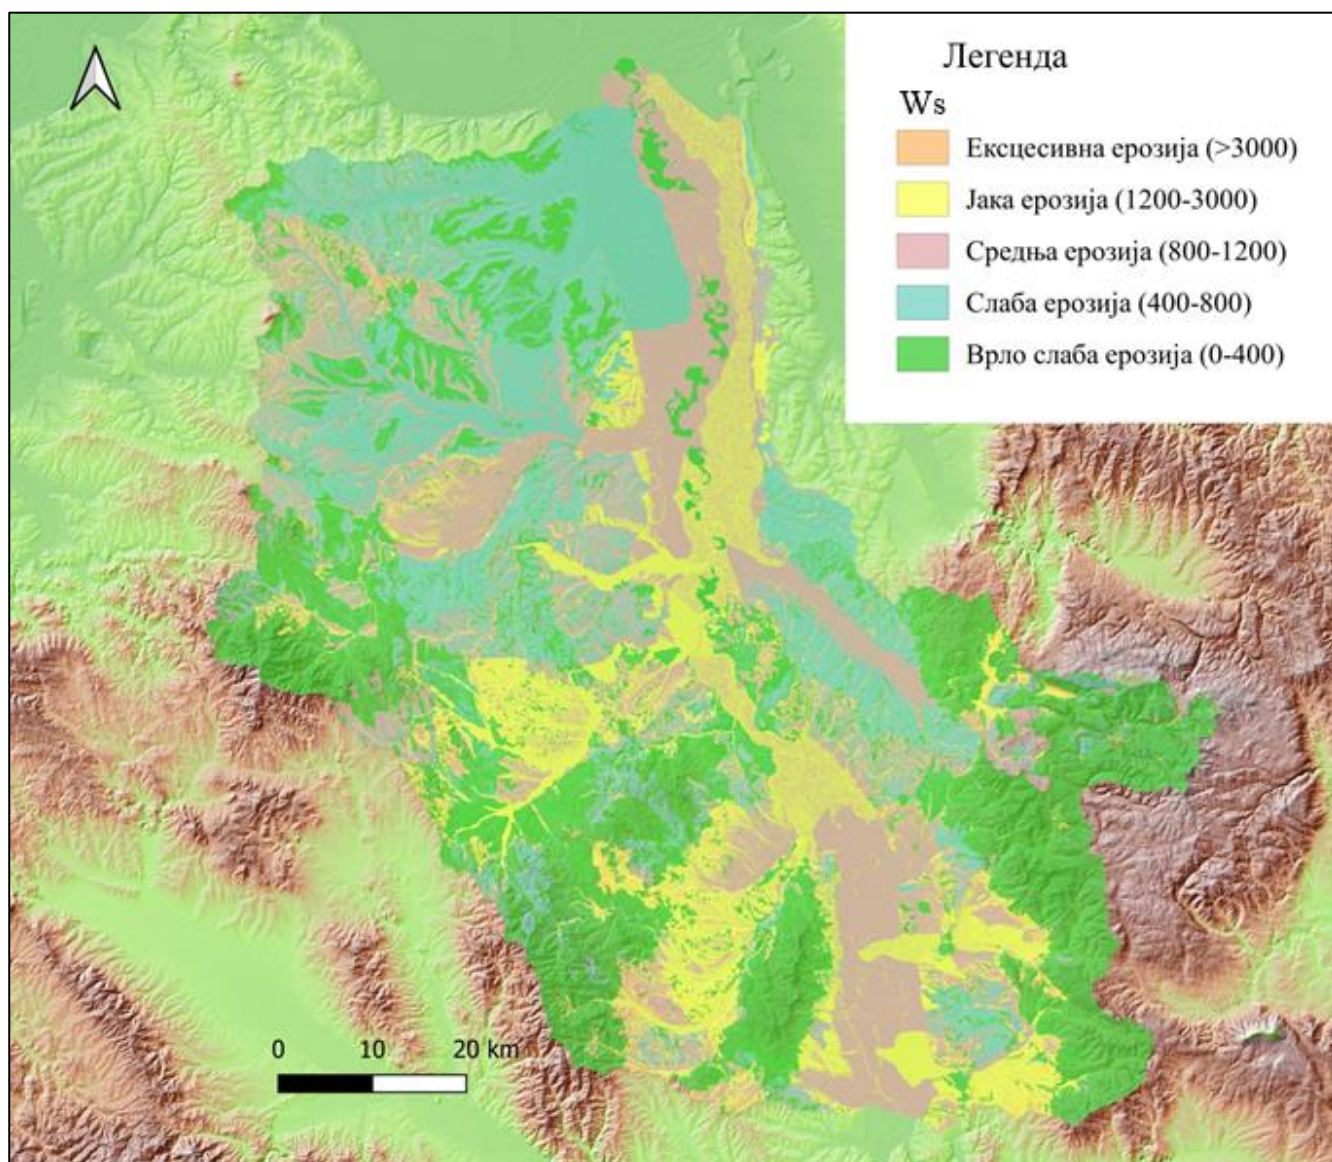 Легенда
Ws
Ексцесивна ерозија (>3000)
Јака ерозија (1200-3000)
Средња ерозија (800-1200)
Слаба ерозија (400-800)
Врло слаба ерозија (0-400)
0 10 20 km